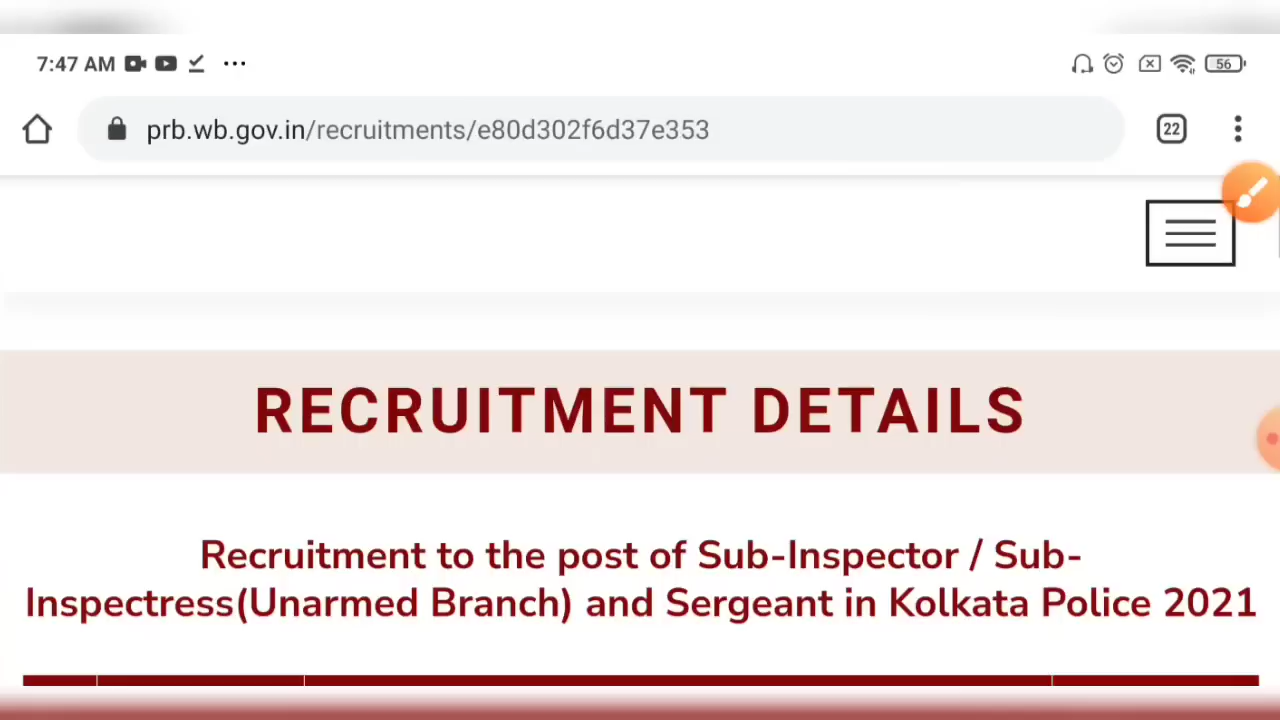 7:47 AM
56
prb.wb.gov.in/recruitments/e80d302f6d37e353
22
RECRUITMENT DETAILS
Recruitment to the post of Sub-Inspector / Sub-
Inspectress(Unarmed Branch) and Sergeant in Kolkata Police 2021